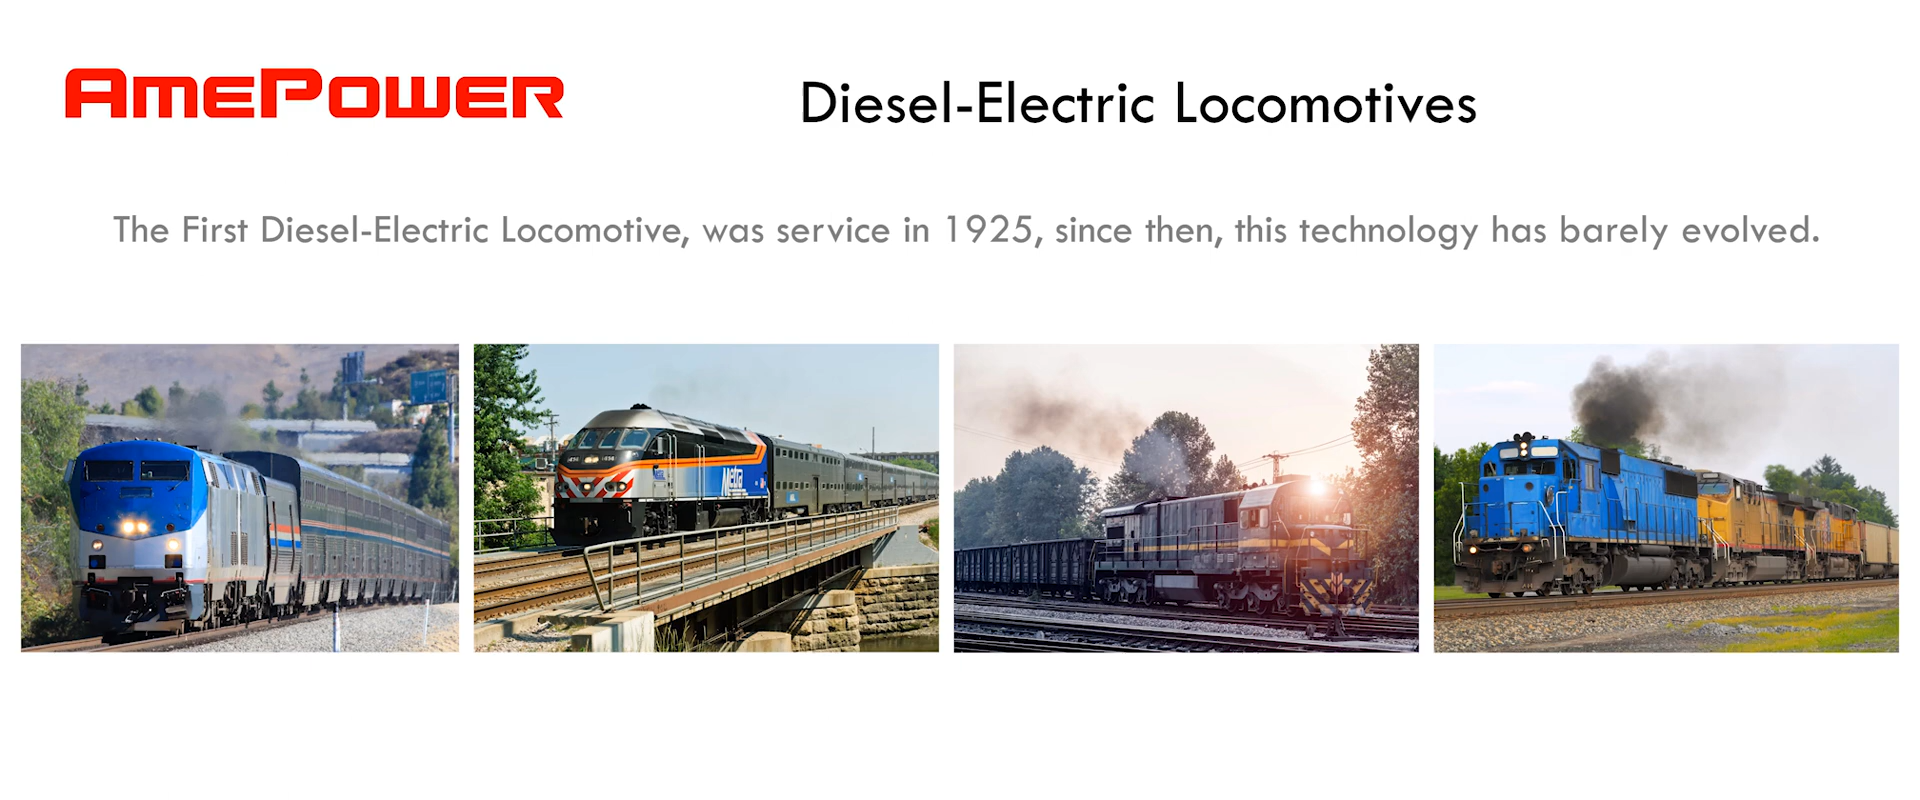 AmePower
Diesel-Electric Locomotives
The First Diesel-Electric Locomotive, was service in 1925, since then, this technology has barely evolved.
Metra